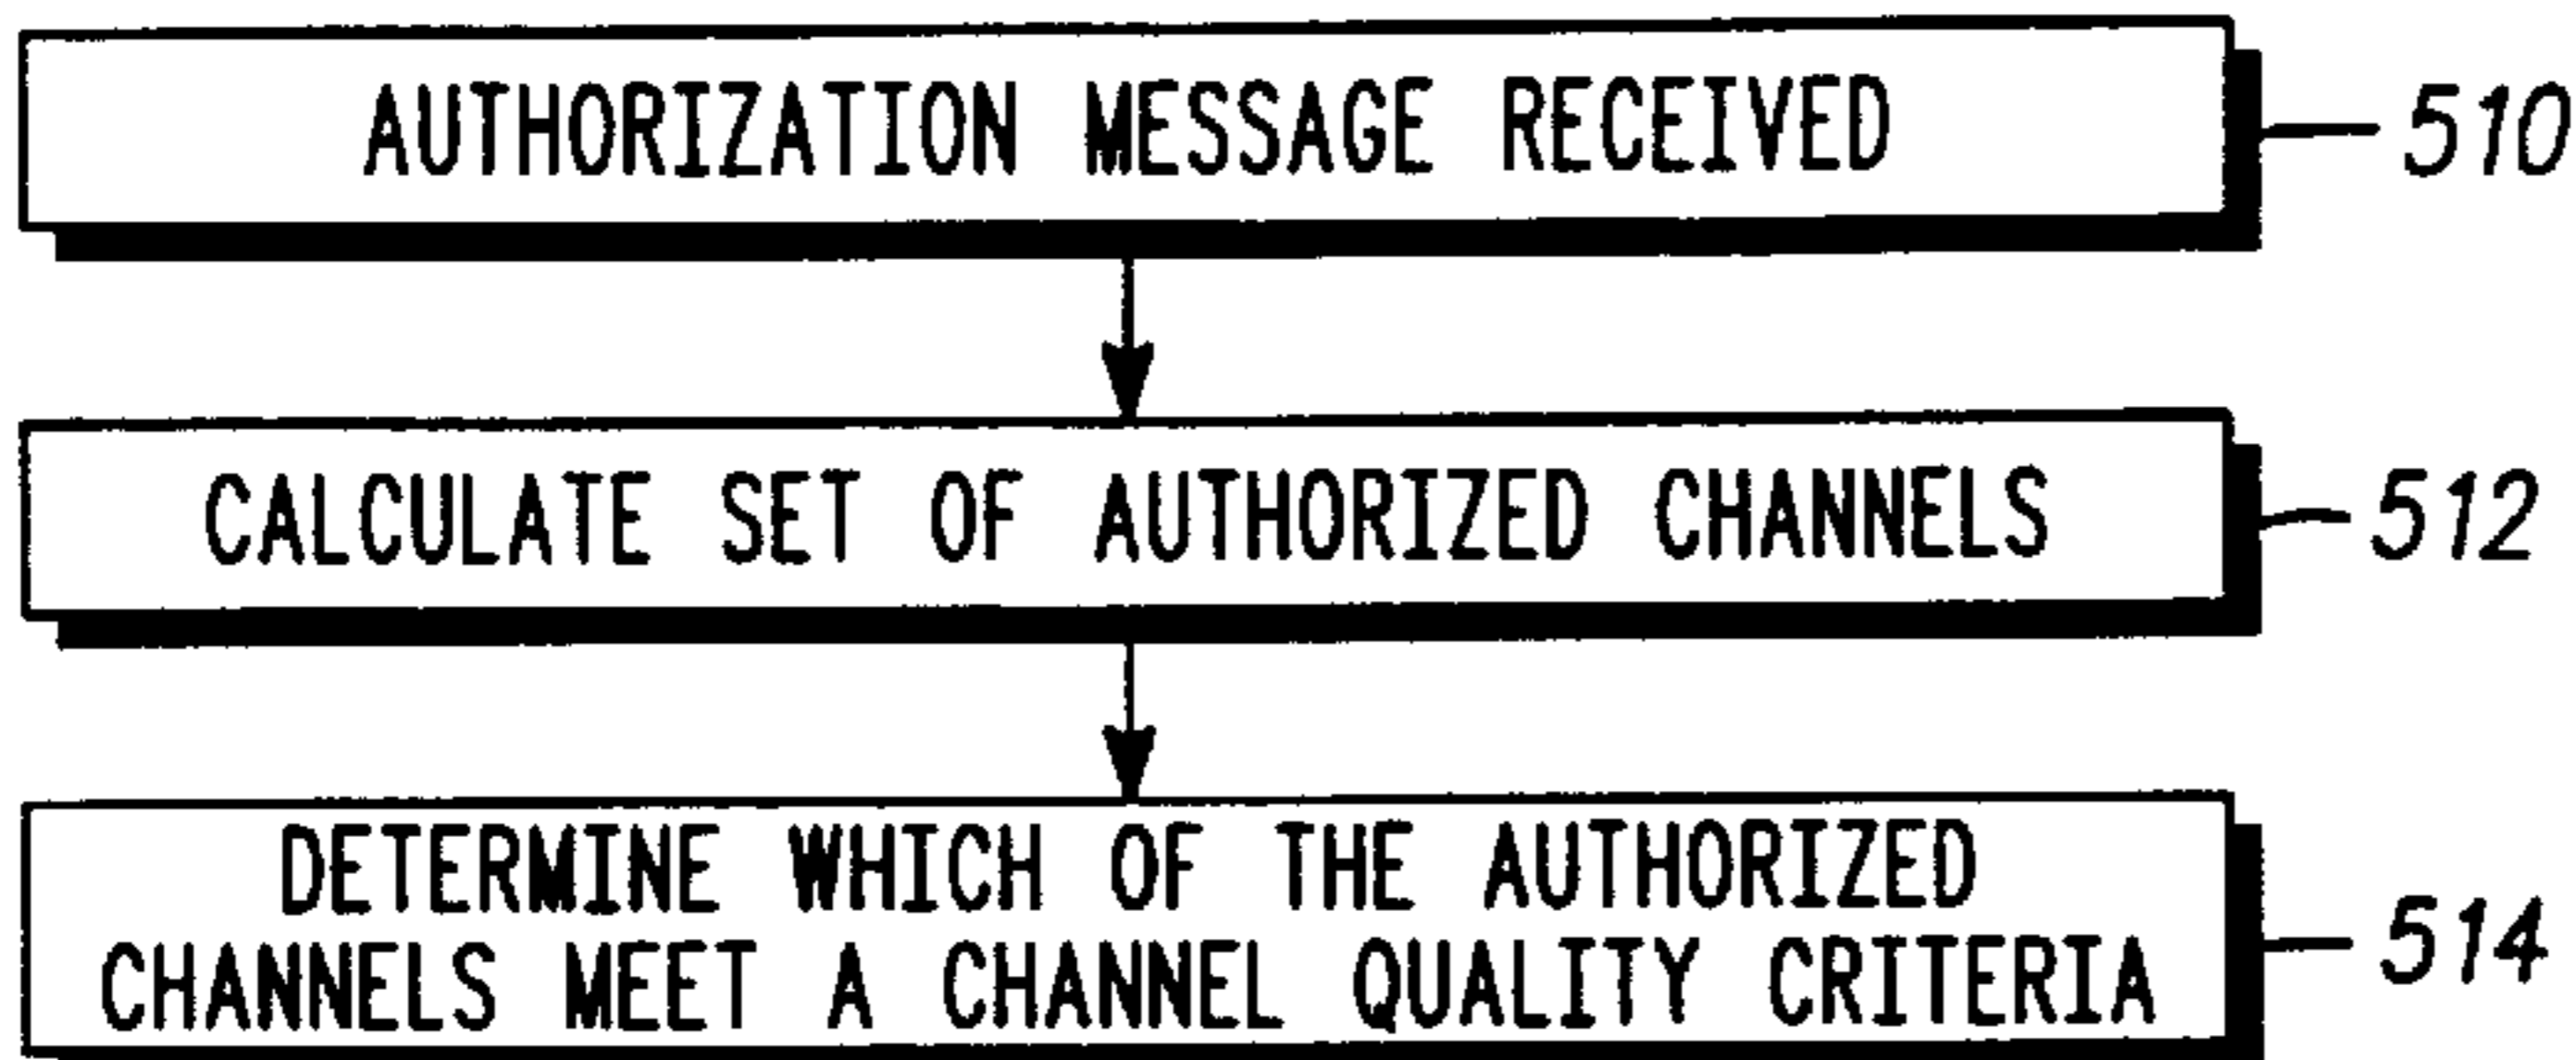 AUTHORIZATION MESSAGE RECEIVED
510
CALCULATE SET OF AUTHORIZED CHANNELS
512
DETERMINE WHICH OF THE AUTHORIZED
CHANNELS MEET A CHANNEL QUALITY CRITERIA
514